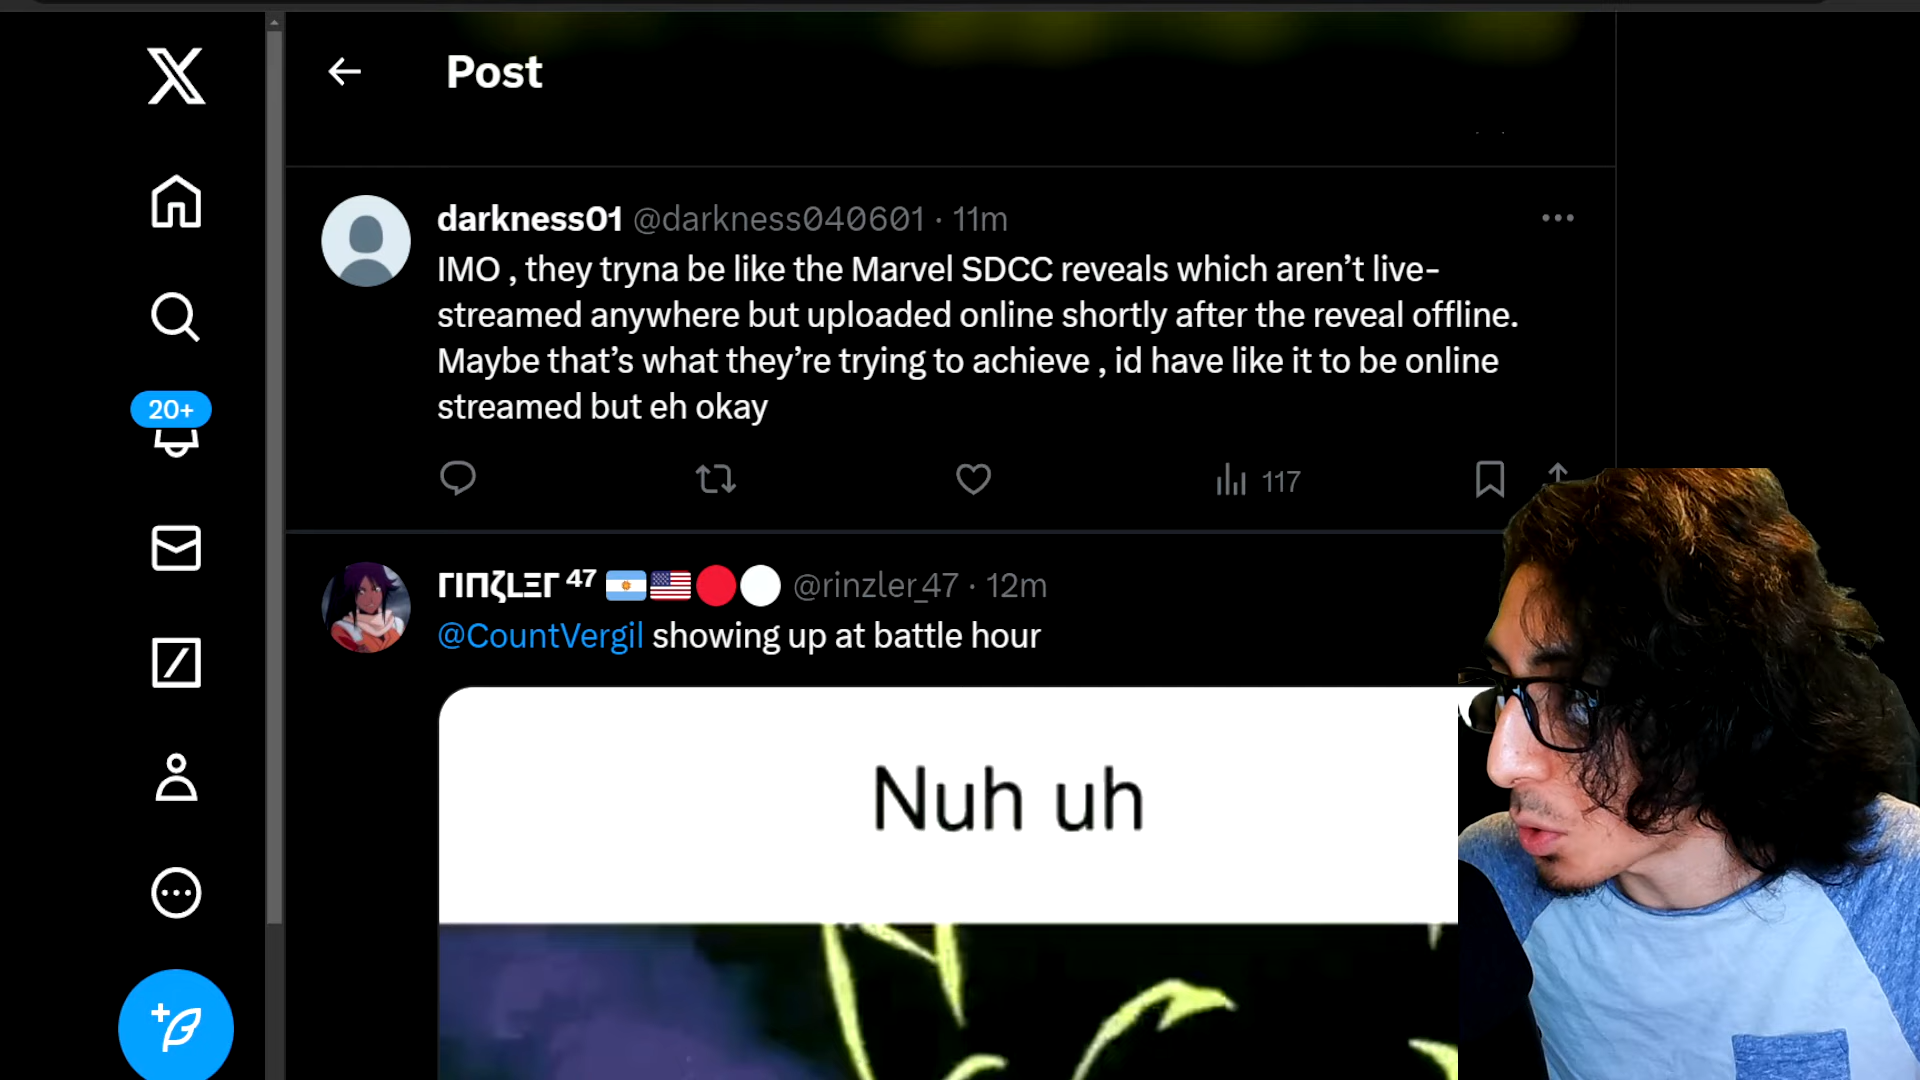 Post
darkness01 @darkness040601 · 11m
IMO , they tryna be like the Marvel SDCC reveals which aren’t live-
streamed anywhere but uploaded online shortly after the reveal offline.
Maybe that’s what they’re trying to achieve , id have like it to be online
streamed but eh okay
20+
117
ΓIПζLΞΓ ⁴⁷ @rinzler_47 · 12m
@CountVergil showing up at battle hour
Nuh uh